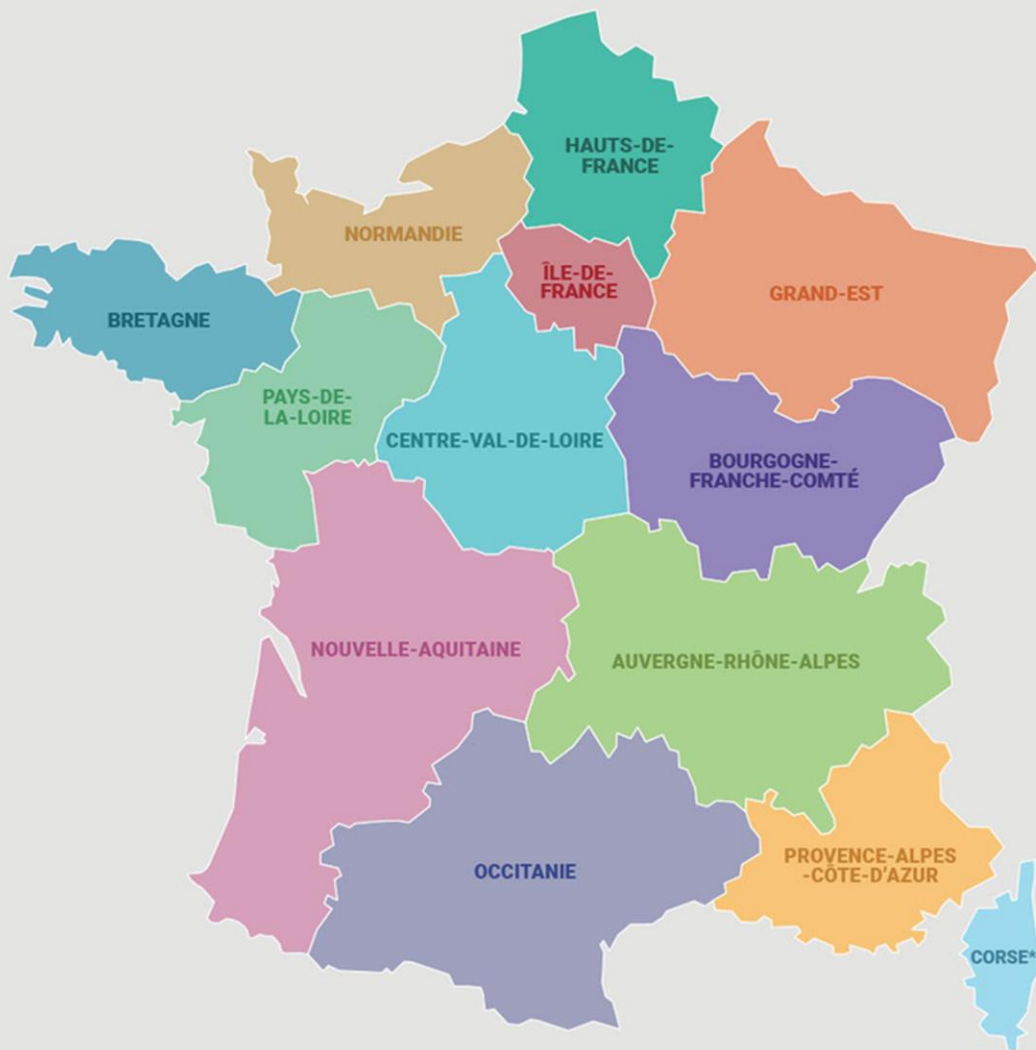 HAUTS-DE-
FRANCE
NORMANDIE
ÎLE-DE-
FRANCE
GRAND-EST
BRETAGNE
PAYS-DE-
LA-LOIRE
CENTRE-VAL-DE-LOIRE
BOURGOGNE-
FRANCHE-COMTÉ
NOUVELLE-AQUITAINE
AUVERGNE-RHÔNE-ALPES
PROVENCE-ALPES
-CÔTE-D'AZUR
OCCITANIE
CORSE*